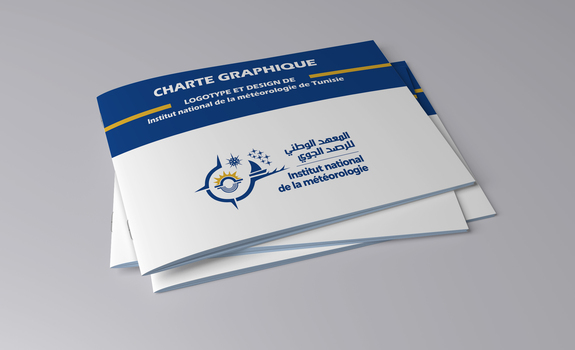 CHARTE GRAPHIQUE
LOGOTYPE ET DESIGN DE
Institut national de la météorologie de Tunisie
المعهد الوطني
للرصد الجوي
Institut national
de la météorologie